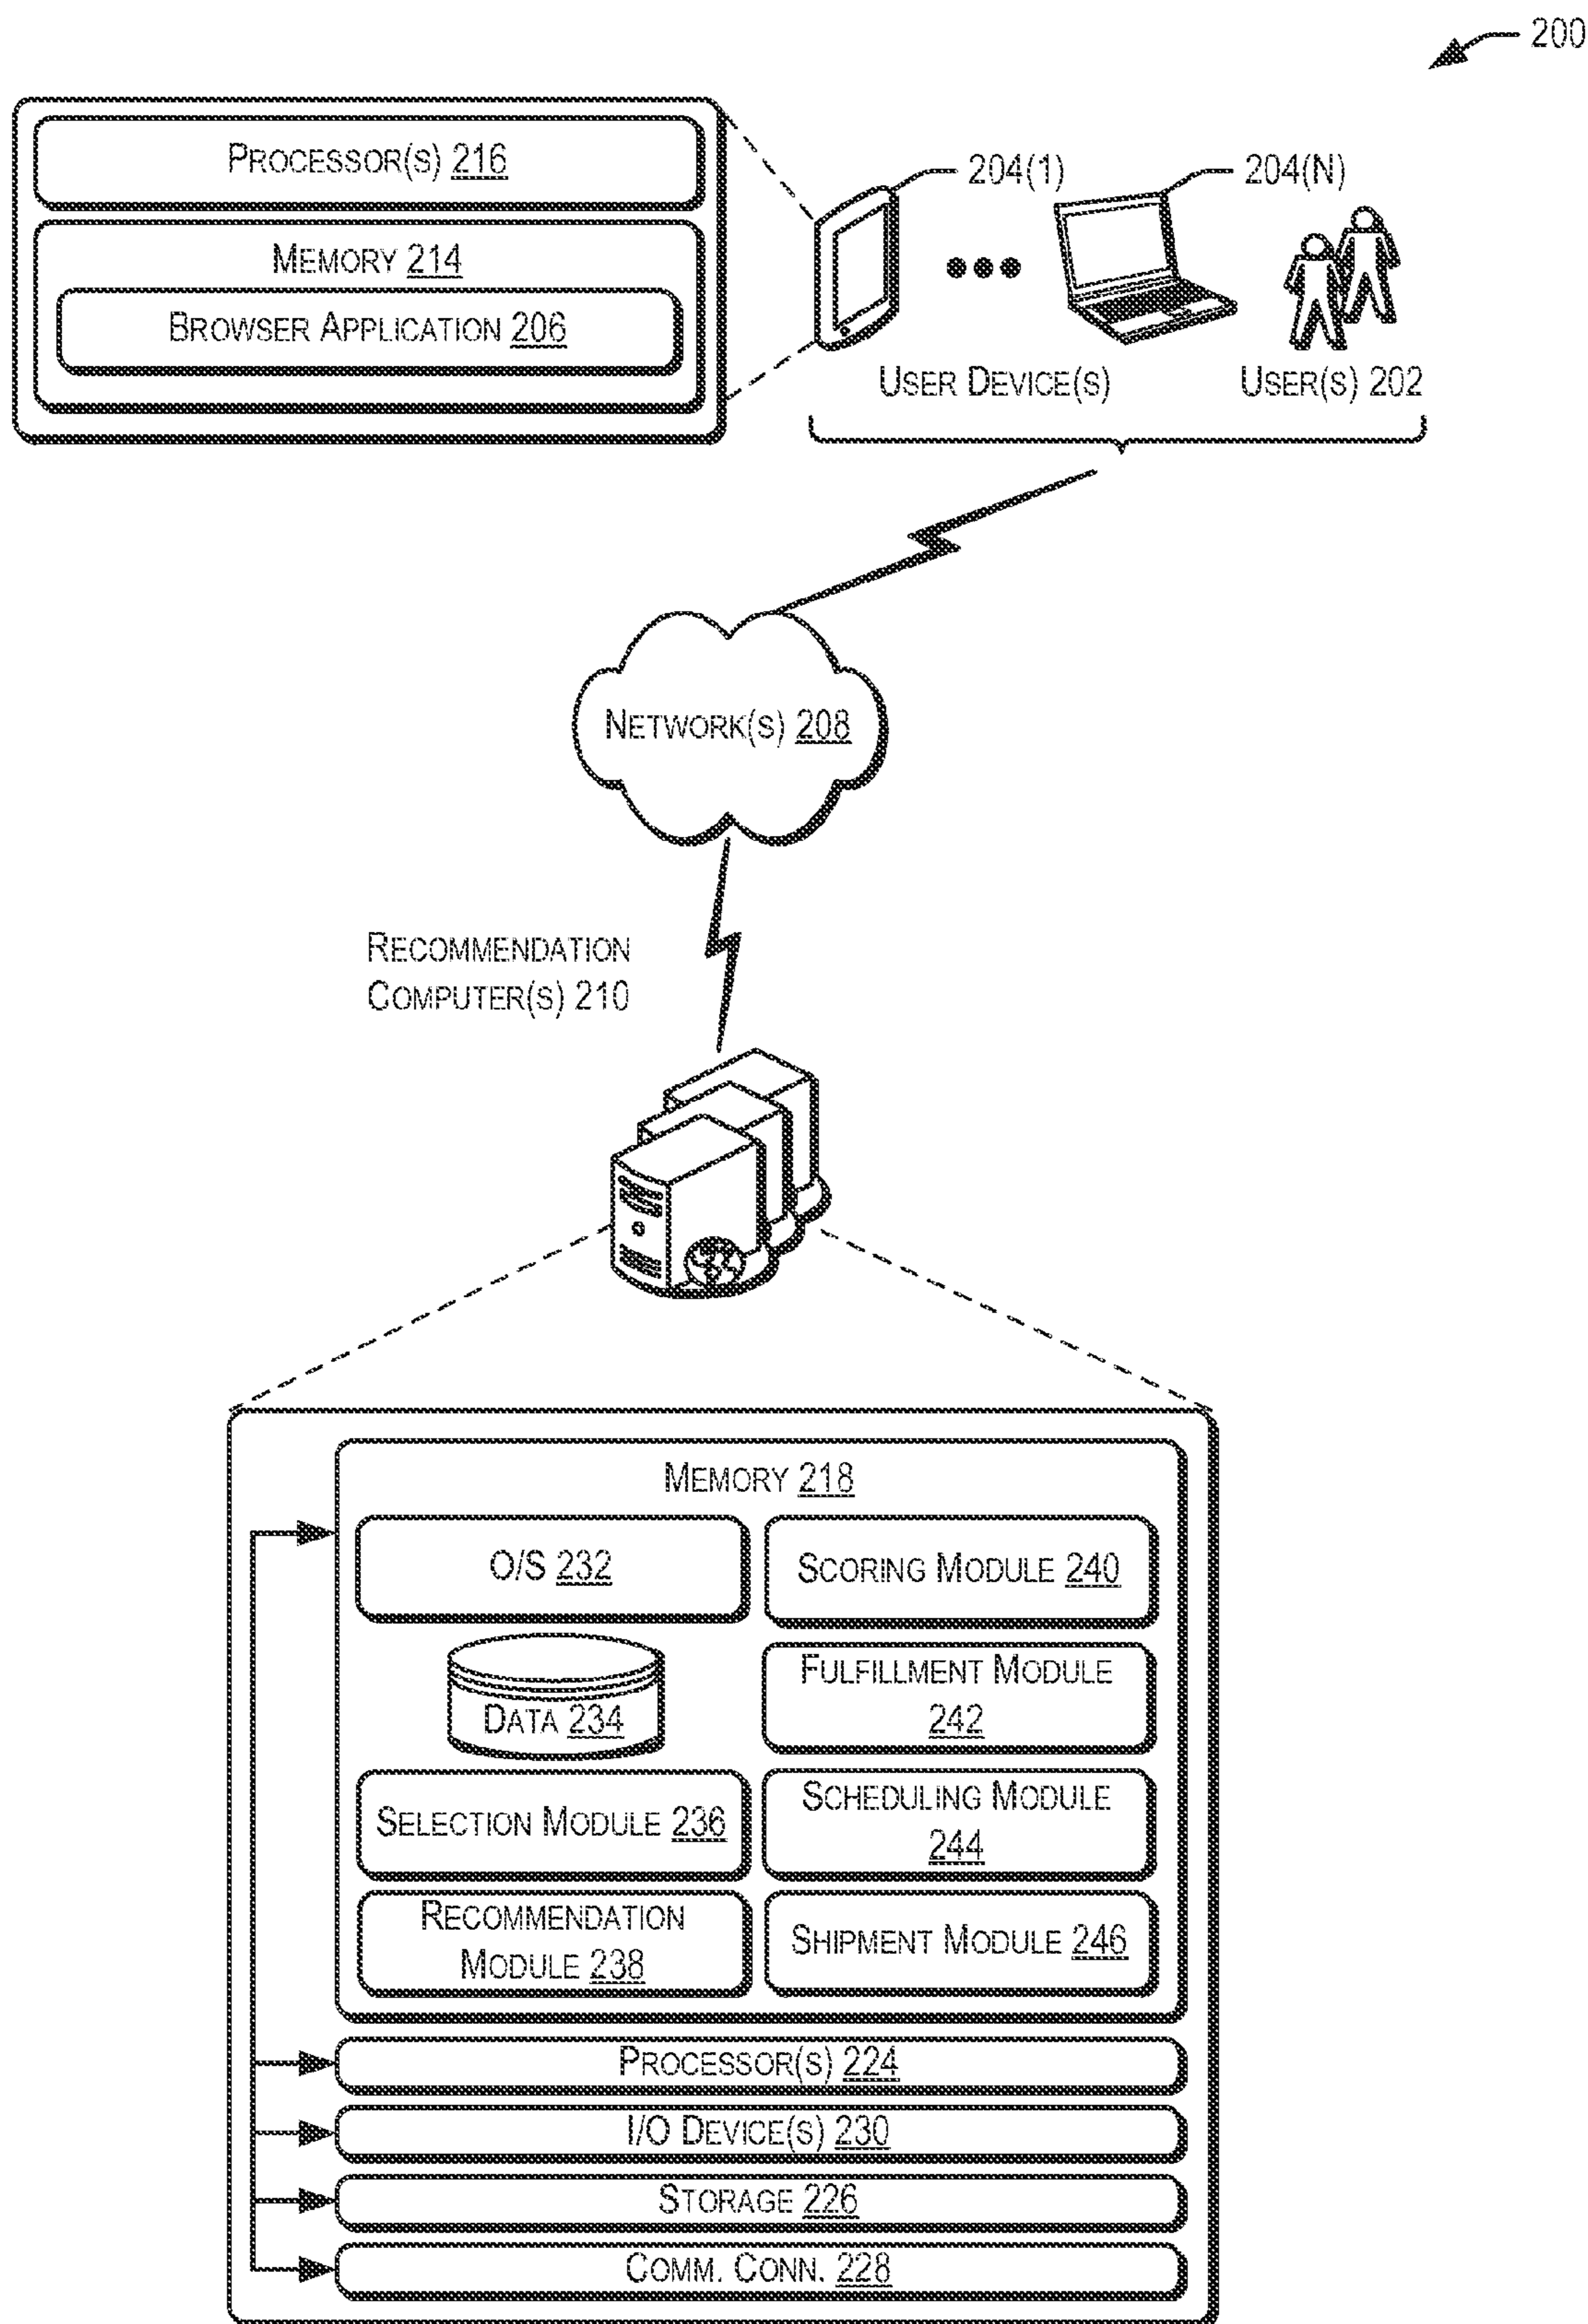 200
PROCESSOR(S) 216
MEMORY 214
BROWSER APPLICATION 206
204(1)
204(N)
USER DEVICE(S)
USER(S) 202
NETWORK(S) 208
RECOMMENDATION
COMPUTER(S) 210
MEMORY 218
O/S 232
SCORING MODULE 240
DATA 234
FULFILLMENT MODULE
242
SELECTION MODULE 236
SCHEDULING MODULE
244
RECOMMENDATION
MODULE 238
SHIPMENT MODULE 246
PROCESSOR(S) 224
I/O DEVICE(S) 230
STORAGE 226
COMM. CONN. 228